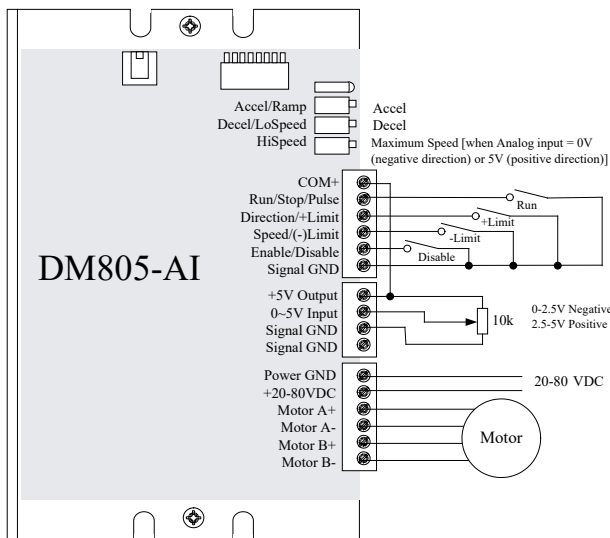 Accel/Ramp
Accel
Decel/LoSpeed
Decel
HiSpeed
Maximum Speed [when Analog input = 0V
(negative direction) or 5V (positive direction)]
COM+
Run/Stop/Pulse
Run
Direction/+Limit
+Limit
Speed/(-)Limit
-Limit
Enable/Disable
Disable
Signal GND
DM805-AI
+5V Output
0~5V Input
Signal GND
Signal GND
10k
0-2.5V Negative
2.5-5V Positive
Power GND
+20-80VDC
20-80 VDC
Motor A+
Motor A-
Motor B+
Motor B-
Motor